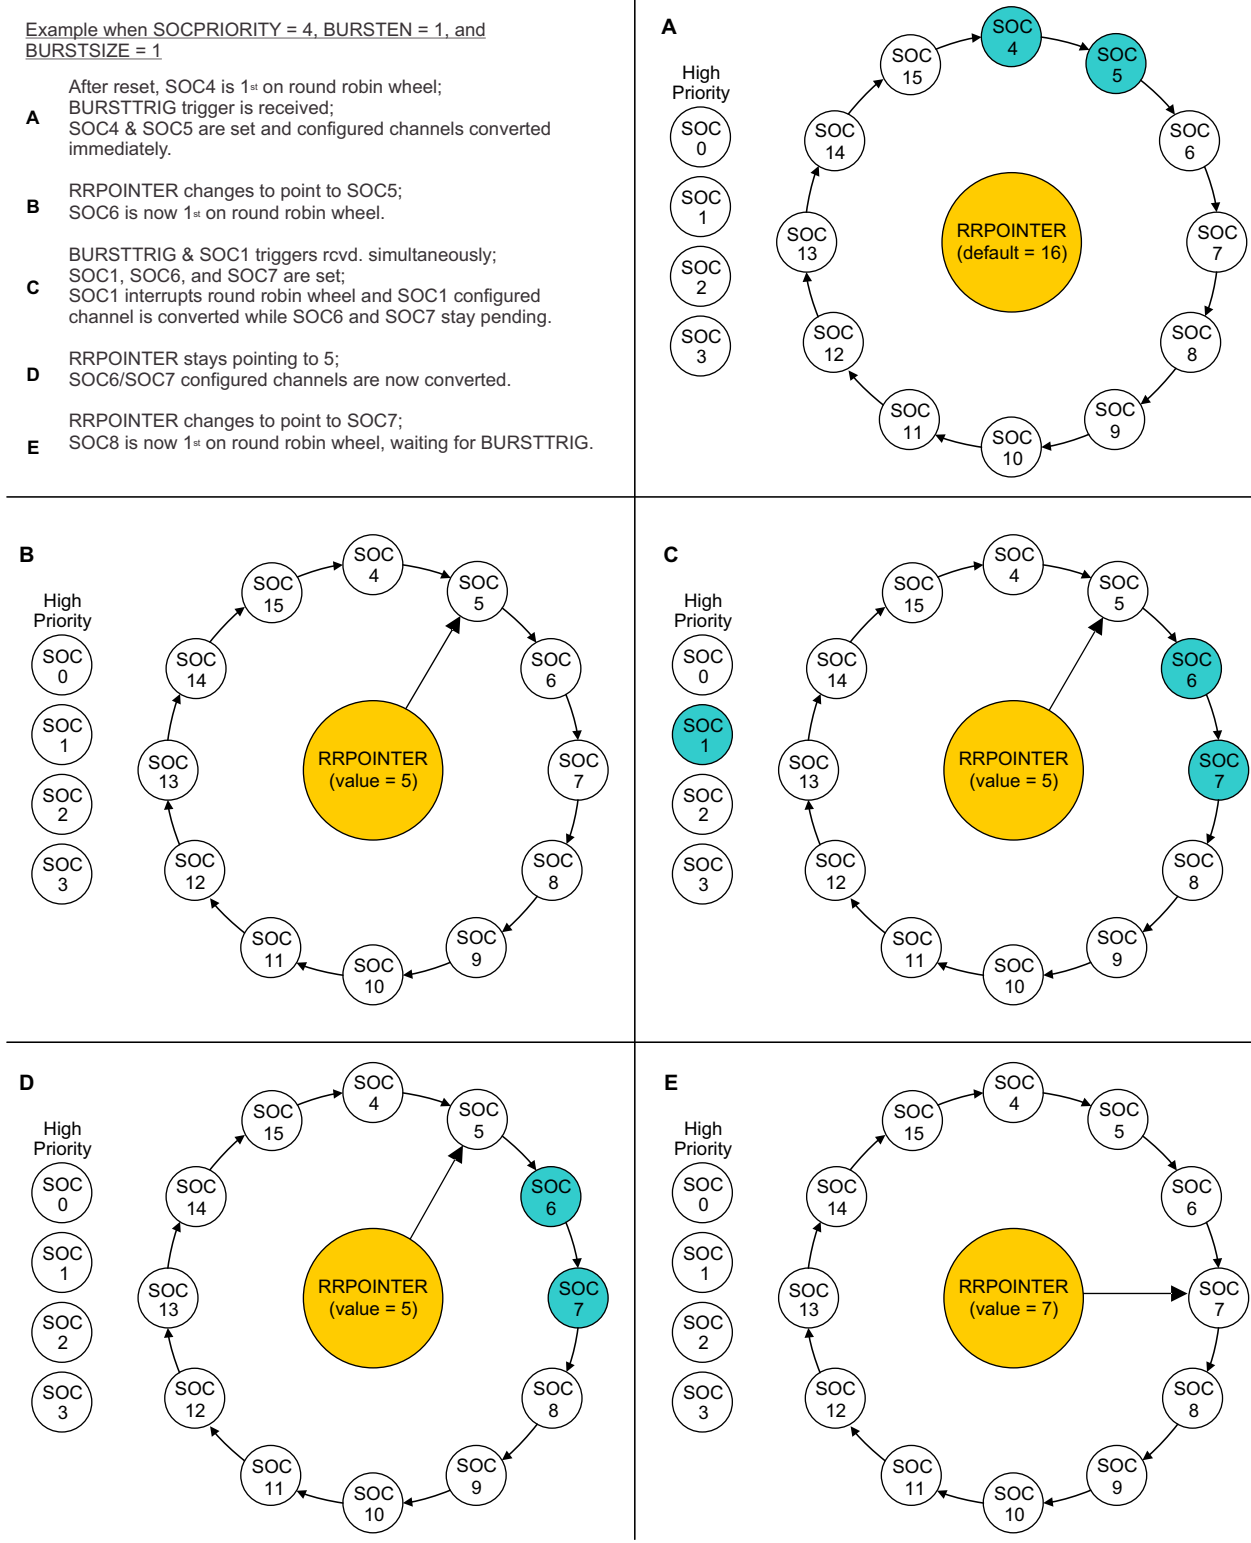 Example when SOCPRIORITY = 4, BURSTEN = 1, and
BURSTSIZE = 1
A
After reset, SOC4 is 1st on round robin wheel;
BURSTTRIG trigger is received;
SOC4 & SOC5 are set and configured channels converted
immediately.
B
RRPOINTER changes to point to SOC5;
SOC6 is now 1st on round robin wheel.
C
BURSTTRIG & SOC1 triggers rcvd. simultaneously;
SOC1, SOC6, and SOC7 are set;
SOC1 interrupts round robin wheel and SOC1 configured
channel is converted while SOC6 and SOC7 stay pending.
D
RRPOINTER stays pointing to 5;
SOC6/SOC7 configured channels are now converted.
E
RRPOINTER changes to point to SOC7;
SOC8 is now 1st on round robin wheel, waiting for BURSTTRIG.
A
High
Priority
SOC
0
SOC
1
SOC
2
SOC
3
SOC
4
SOC
5
SOC
6
SOC
7
SOC
8
SOC
9
SOC
10
SOC
11
SOC
12
SOC
13
SOC
14
SOC
15
RRPOINTER
(default = 16)
B
High
Priority
SOC
0
SOC
1
SOC
2
SOC
3
SOC
4
SOC
5
SOC
6
SOC
7
SOC
8
SOC
9
SOC
10
SOC
11
SOC
12
SOC
13
SOC
14
SOC
15
RRPOINTER
(value = 5)
C
High
Priority
SOC
0
SOC
1
SOC
2
SOC
3
SOC
4
SOC
5
SOC
6
SOC
7
SOC
8
SOC
9
SOC
10
SOC
11
SOC
12
SOC
13
SOC
14
SOC
15
RRPOINTER
(value = 5)
D
High
Priority
SOC
0
SOC
1
SOC
2
SOC
3
SOC
4
SOC
5
SOC
6
SOC
7
SOC
8
SOC
9
SOC
10
SOC
11
SOC
12
SOC
13
SOC
14
SOC
15
RRPOINTER
(value = 5)
E
High
Priority
SOC
0
SOC
1
SOC
2
SOC
3
SOC
4
SOC
5
SOC
6
SOC
7
SOC
8
SOC
9
SOC
10
SOC
11
SOC
12
SOC
13
SOC
14
SOC
15
RRPOINTER
(value = 7)